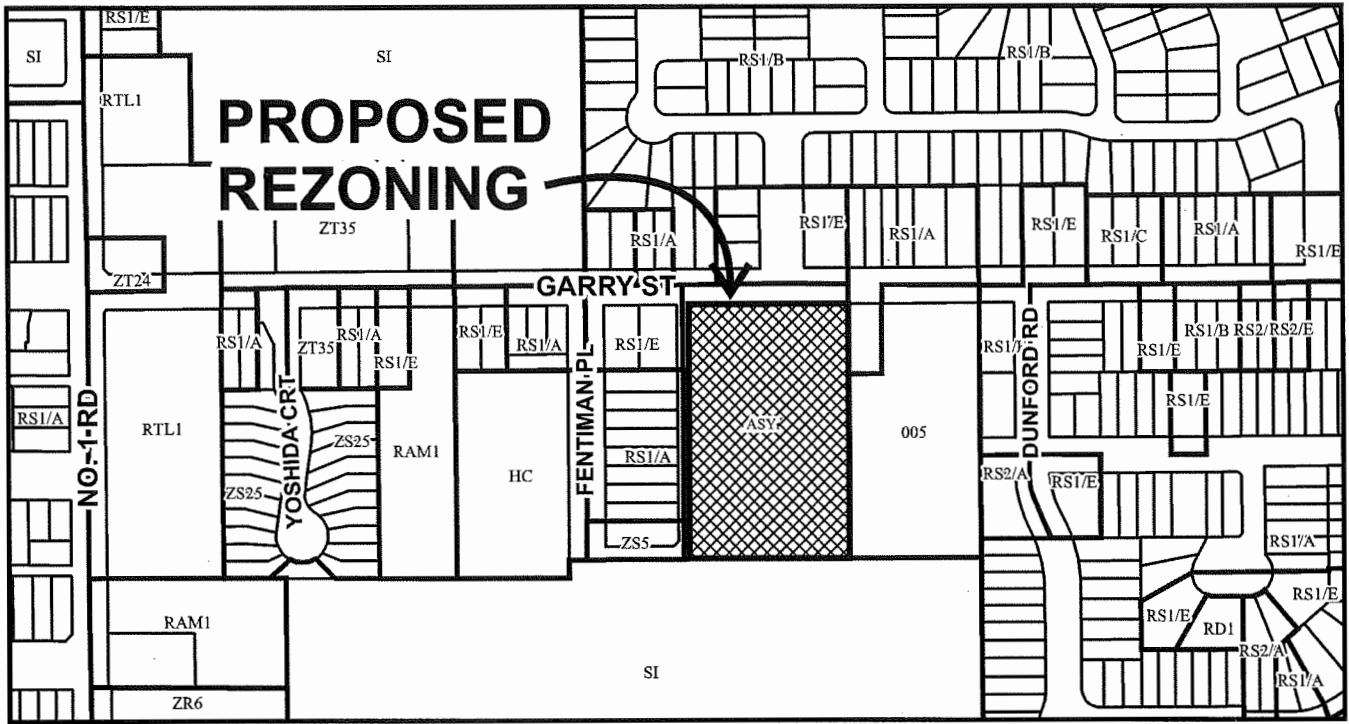 RS1/E
SI
SI
RS1/B
RS1/B
RTL1
PROPOSED
REZONING
ZT35
RS1/A
RS1/E
RS1/A
RS1/E
RS1/C
RS1/A
RS1/E
ZT24
GARRY ST
RS1/A
ZT35
RS1/A
RS1/E
RS1/E
RS1/A
RS1/E
DUNFORD RD
RS1/E
RS1/B
RS2/
RS2/E
NO. 1 RD
RS1/A
RTL1
YOSHIDA CRT
ZS25
ZS25
RAM1
HC
FENTIMAN PL
RS1/A
ASY
005
RS1/E
RS2/A
RS1/E
ZS5
RS1/A
RAM1
SI
RS1/E
RD1
RS1/E
RS2/A
RS1/A
ZR6